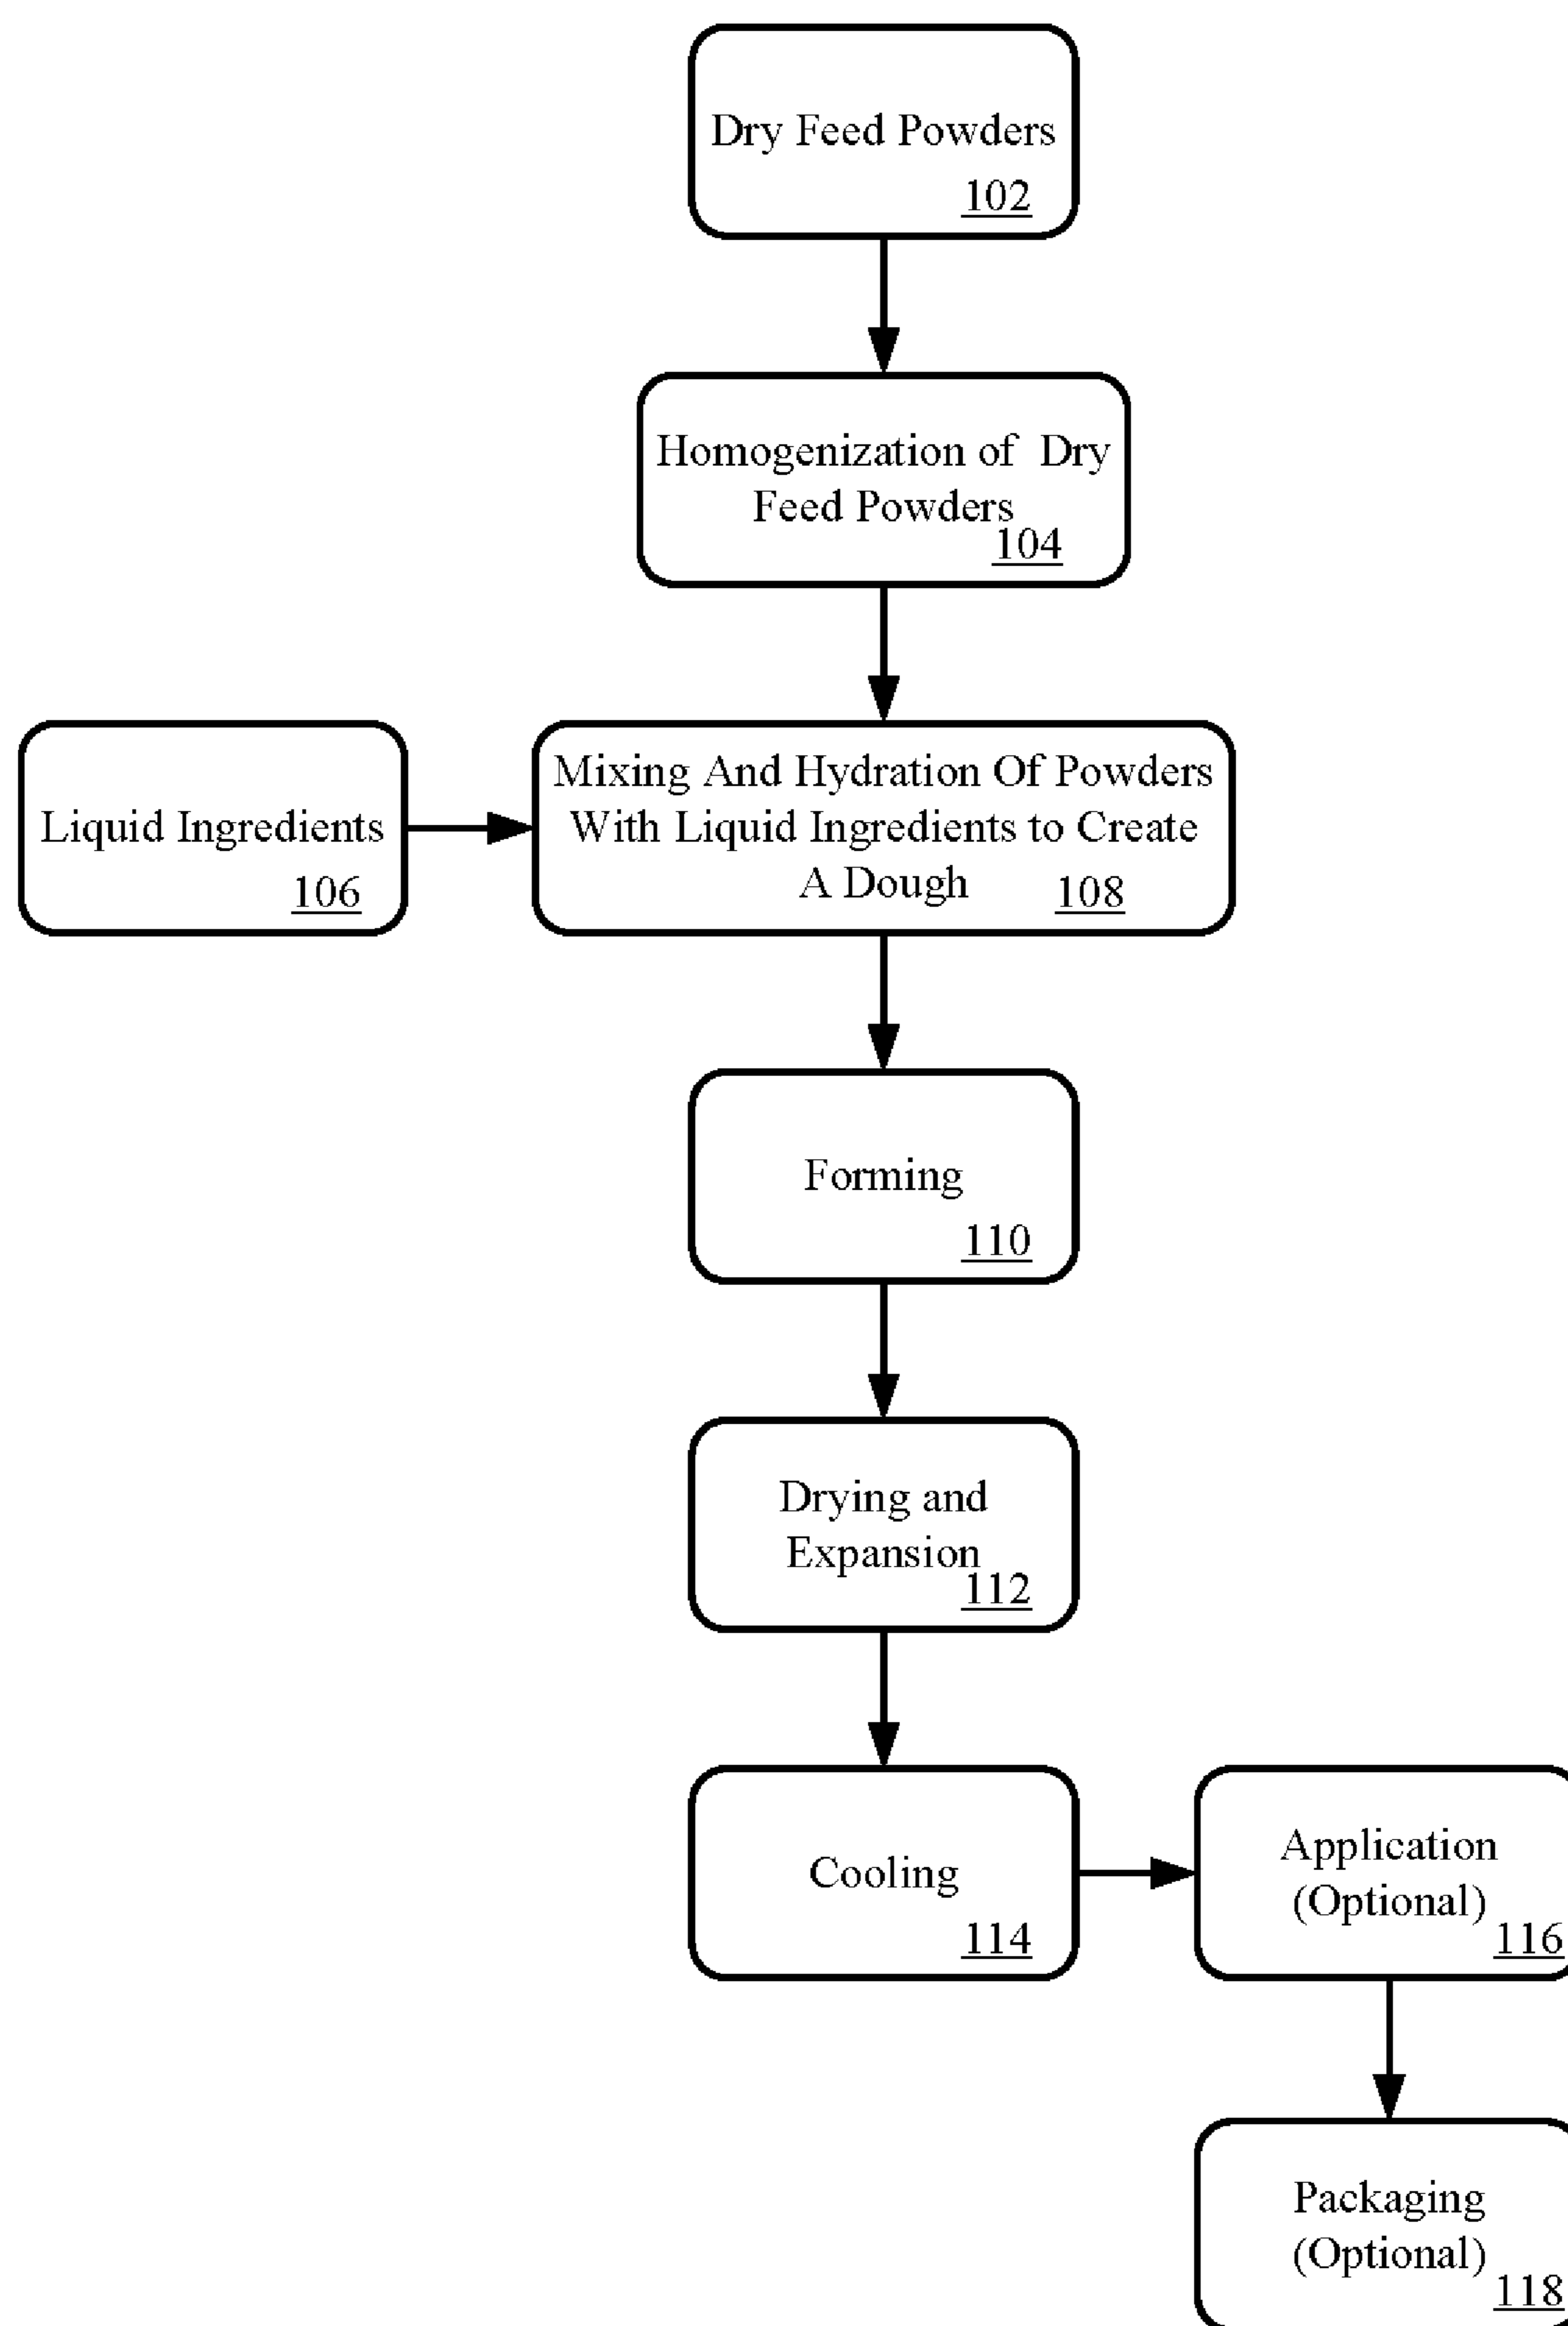 Dry Feed Powders
102
Homogenization of Dry
Feed Powders
104
Liquid Ingredients
106
Mixing And Hydration Of Powders
With Liquid Ingredients to Create
A Dough 108
Forming
110
Drying and
Expansion
112
Cooling
114
Application
(Optional)
116
Packaging
(Optional)
118